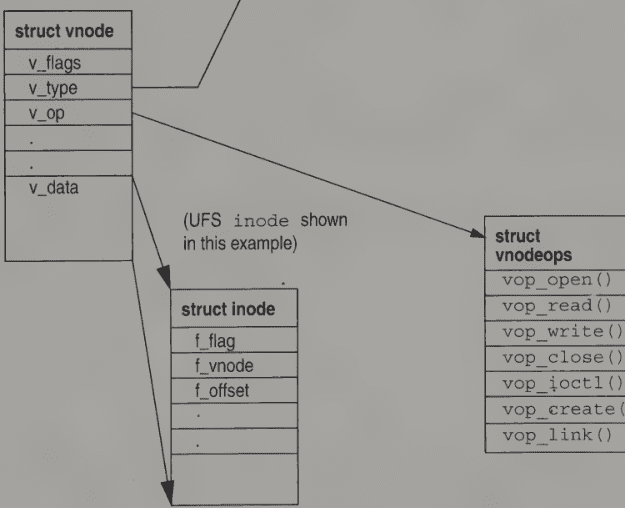 struct vnode
v_flags
v_type
v_op
.
.
v_data
(UFS inode shown
in this example)
struct inode
f_flag
f_vnode
f_offset
.
.
struct
vnodeops
vop_open()
vop_read()
vop_write()
vop_close()
vop_ioctl()
vop_create(
vop_link()